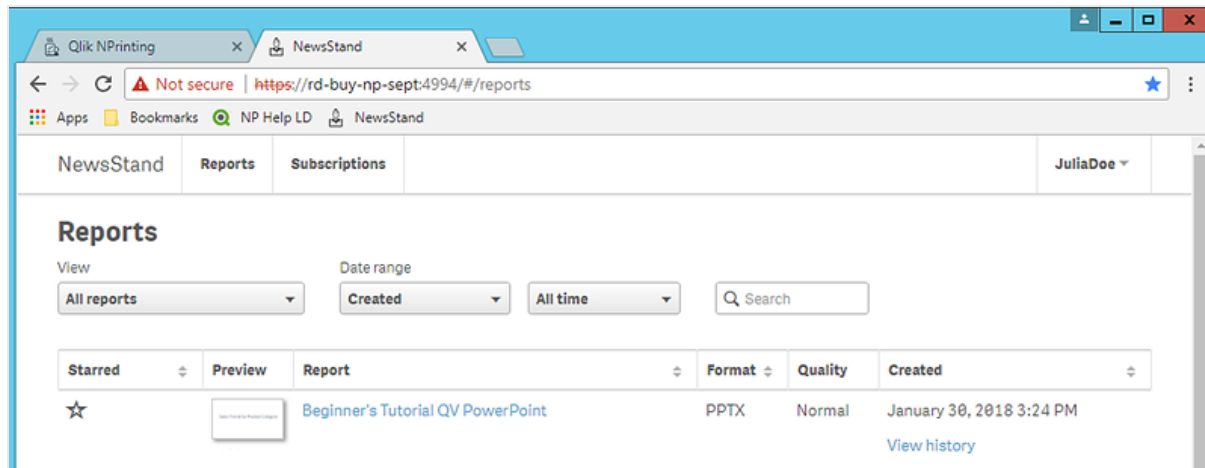 Qlik NPrinting
NewsStand
Not secure | https://rd-buy-np-sept:4994/#/reports
Apps Bookmarks NP Help LD NewsStand
NewsStand Reports Subscriptions JuliaDoe
Reports
View Date range
All reports Created All time Search
Starred Preview Report Format Quality Created
Beginner's Tutorial QV PowerPoint PPTX Normal January 30, 2018 3:24 PM
View history